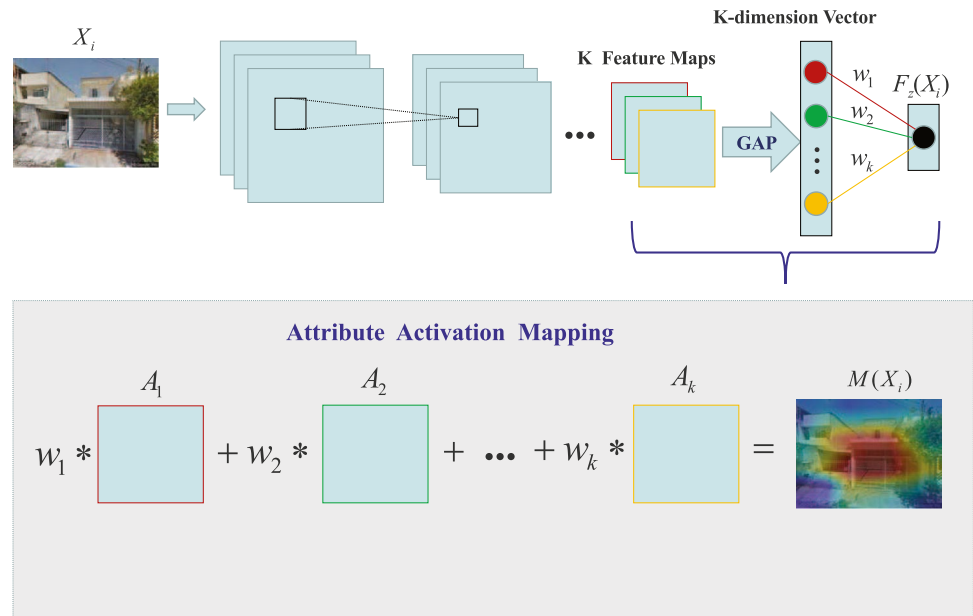 K-dimension Vector
X_i
K Feature Maps
w_1
F_z(X_i)
w_2
...
GAP
w_k
Attribute Activation Mapping
A_1
A_2
A_k
M(X_i)
w_1 * + w_2 * + ... + w_k * =